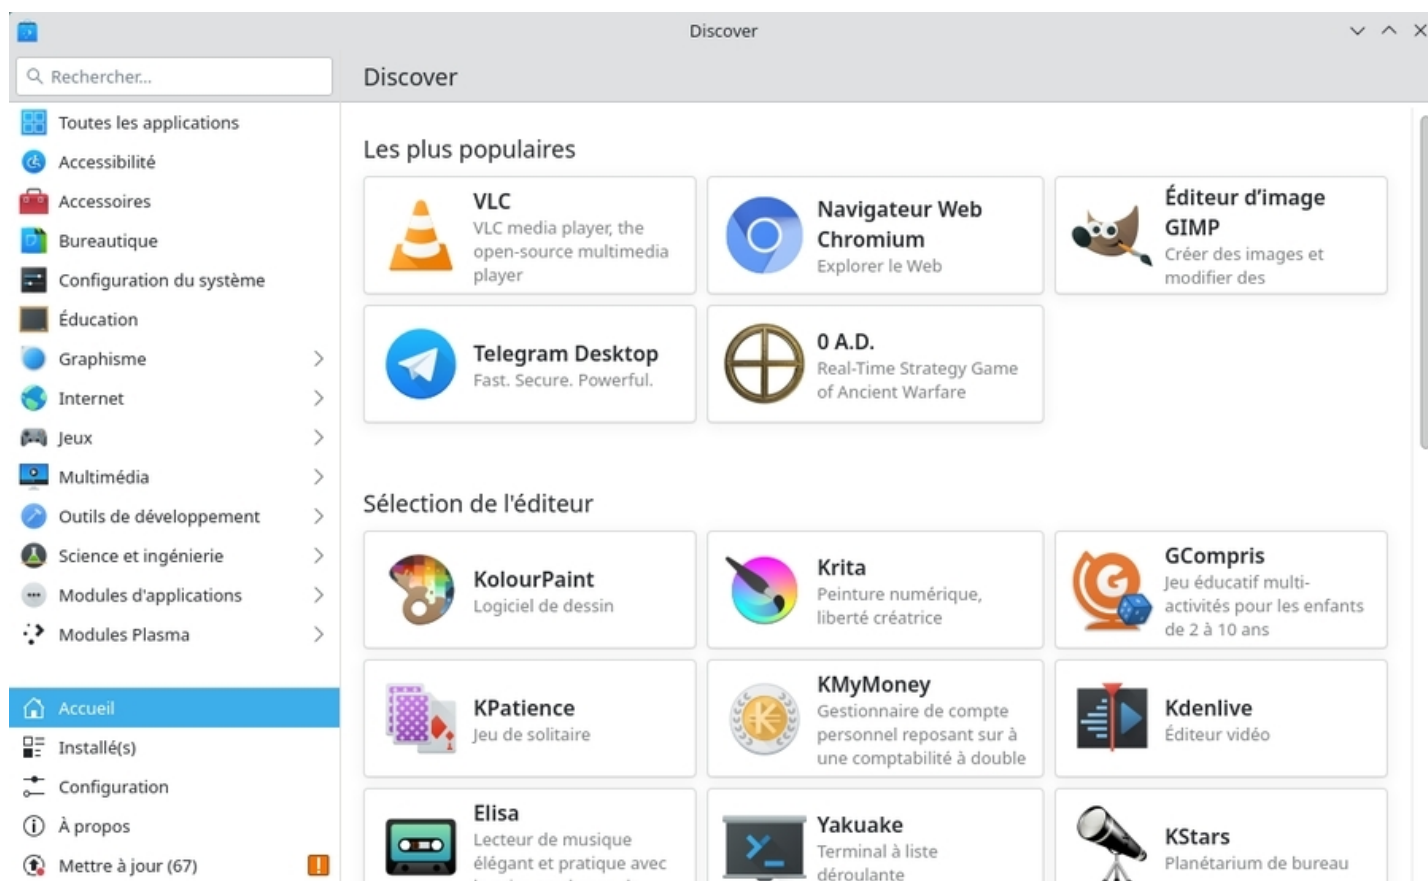 Discover
Rechercher...
Discover
Toutes les applications
Accessibilité
Accessoires
Bureautique
Configuration du système
Éducation
Graphisme
Internet
Jeux
Multimédia
Outils de développement
Science et ingénierie
Modules d'applications
Modules Plasma
Accueil
Installé(s)
Configuration
À propos
Mettre à jour (67)
Les plus populaires
VLC
VLC media player, the
open-source multimedia
player
Navigateur Web
Chromium
Explorer le Web
Éditeur d’image
GIMP
Créer des images et
modifier des
Telegram Desktop
Fast. Secure. Powerful.
0 A.D.
Real-Time Strategy Game
of Ancient Warfare
Sélection de l'éditeur
KolourPaint
Logiciel de dessin
Krita
Peinture numérique,
liberté créatrice
GCompris
Jeu éducatif multi-
activités pour les enfants
de 2 à 10 ans
KPatience
Jeu de solitaire
KMyMoney
Gestionnaire de compte
personnel reposant sur à
une comptabilité à double
Kdenlive
Éditeur vidéo
Elisa
Lecteur de musique
élégant et pratique avec
Yakuake
Terminal à liste
déroulante
KStars
Planétarium de bureau